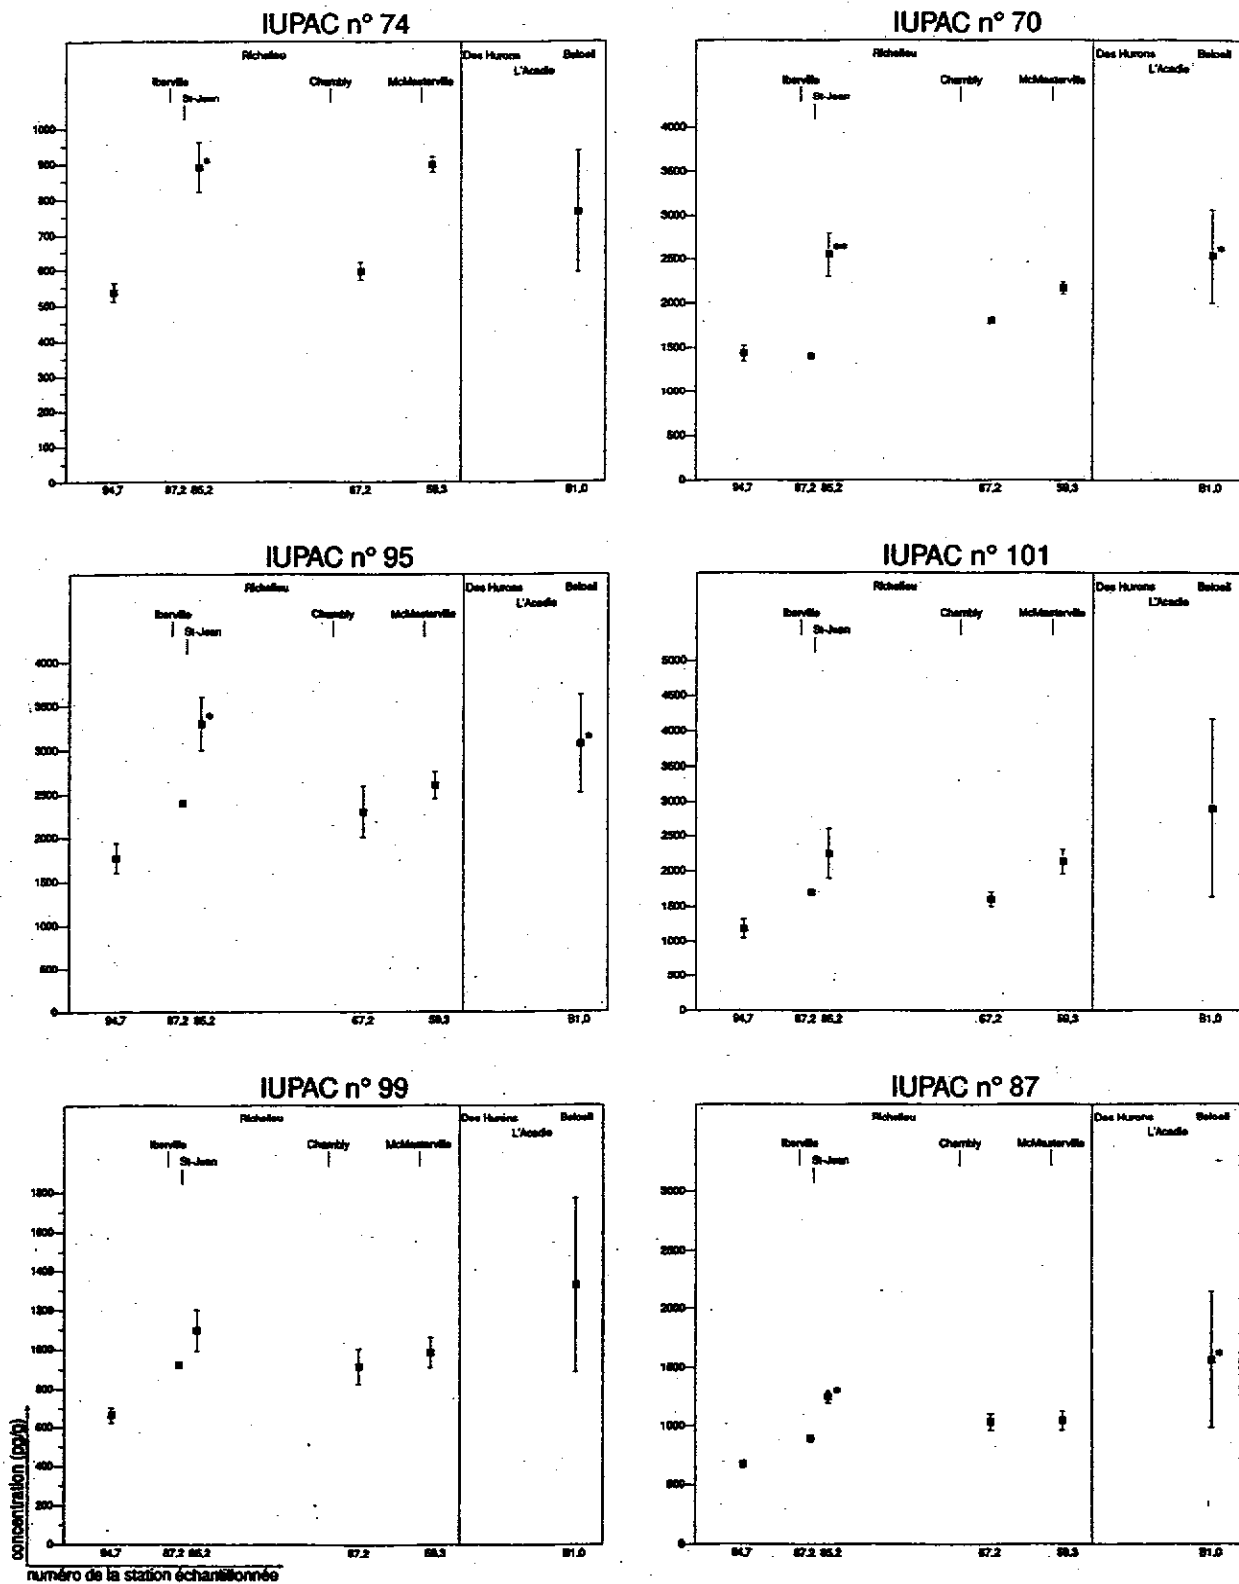 IUPAC n° 74
Richelieu
Des Hurons
Beloeil
L'Acadie
Iberville
Chambly
McMasterville
St-Jean
1000
900
800
700
600
500
400
300
200
100
0
94,7
87,2
85,2
67,2
59,3
81,0
IUPAC n° 70
Richelieu
Des Hurons
Beloeil
L'Acadie
Iberville
Chambly
McMasterville
St-Jean
4000
3500
3000
2500
2000
1500
1000
500
0
94,7
87,2
85,2
67,2
59,3
81,0
IUPAC n° 95
Richelieu
Des Hurons
Beloeil
L'Acadie
Iberville
Chambly
McMasterville
St-Jean
4000
3500
3000
2500
2000
1500
1000
500
0
94,7
87,2
85,2
67,2
59,3
81,0
IUPAC n° 101
Richelieu
Des Hurons
Beloeil
L'Acadie
Iberville
Chambly
McMasterville
St-Jean
5000
4500
4000
3500
3000
2500
2000
1500
1000
500
0
94,7
87,2
85,2
67,2
59,3
81,0
IUPAC n° 99
Richelieu
Des Hurons
Beloeil
L'Acadie
Iberville
Chambly
McMasterville
St-Jean
1800
1600
1400
1200
1000
800
600
400
200
0
94,7
87,2
85,2
67,2
59,3
81,0
concentration (pg/g)
numéro de la station échantillonnée
IUPAC n° 87
Richelieu
Des Hurons
Beloeil
L'Acadie
Iberville
Chambly
McMasterville
St-Jean
3000
2500
2000
1500
1000
500
0
94,7
87,2
85,2
67,2
59,3
81,0